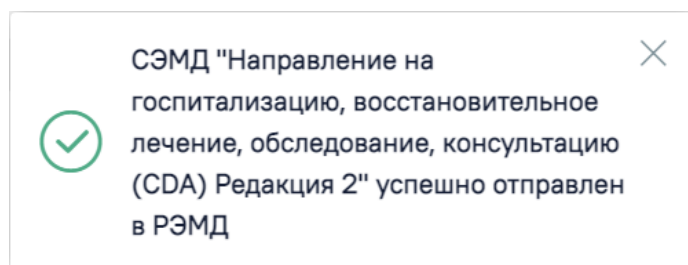 СЭМД "Направление на
госпитализацию, восстановительное
лечение, обследование, консультацию
(CDA) Редакция 2" успешно отправлен
в РЭМД